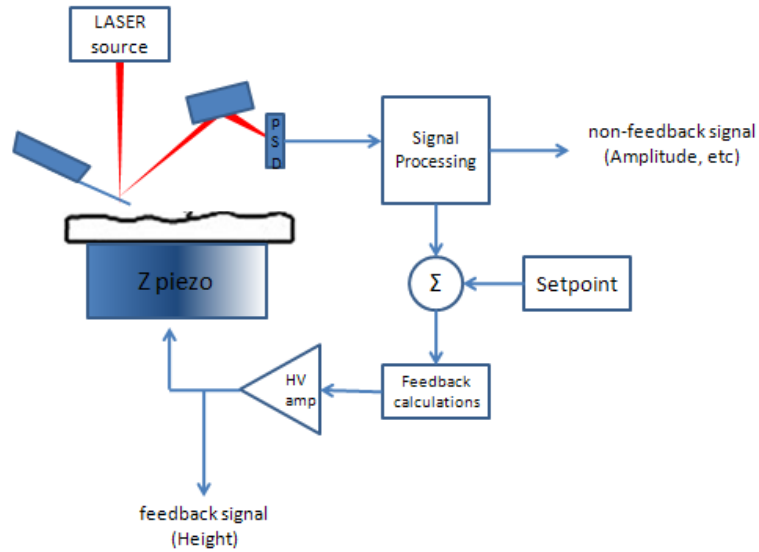 LASER
source
P
S
D
Signal
Processing
non-feedback signal
(Amplitude, etc)
Z piezo
Σ
Setpoint
HV
amp
Feedback
calculations
feedback signal
(Height)